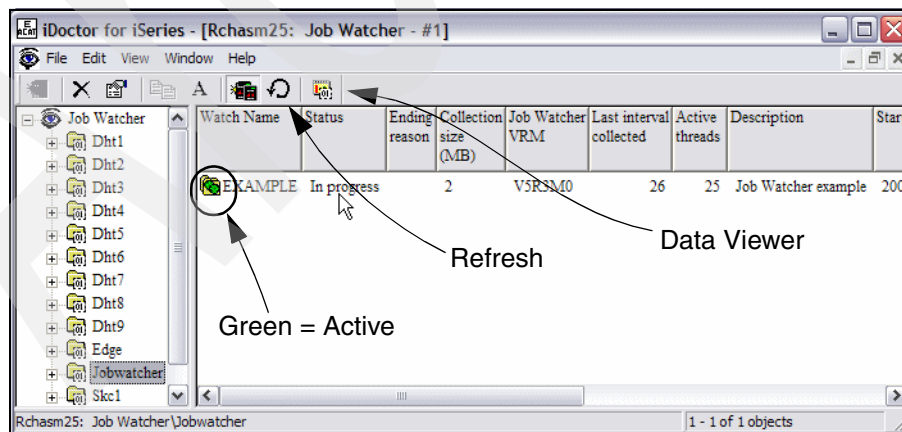 iDoctor for iSeries - [Rchasm25: Job Watcher - #1]
File Edit View Window Help
Job Watcher
Dht1
Dht2
Dht3
Dht4
Dht5
Dht6
Dht7
Dht8
Dht9
Edge
Jobwatcher
Skc1
Watch Name Status Ending reason Collection size (MB) Job Watcher VRM Last interval collected Active threads Description Star
EXAMPLE In progress 2 V5R3M0 26 25 Job Watcher example 200
Refresh
Data Viewer
Green = Active
Rchasm25: Job Watcher\Jobwatcher 1 - 1 of 1 objects